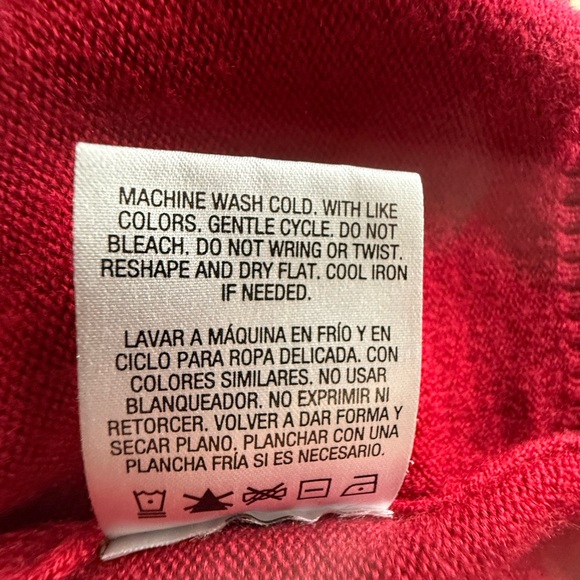 MACHINE WASH COLD. WITH LIKE
COLORS. GENTLE CYCLE. DO NOT
BLEACH. DO NOT WRING OR TWIST.
RESHAPE AND DRY FLAT. COOL IRON
IF NEEDED.
LAVAR A MÁQUINA EN FRÍO Y EN
CICLO PARA ROPA DELICADA. CON
COLORES SIMILARES. NO USAR
BLANQUEADOR. NO EXPRIMIR NI
RETORCER. VOLVER A DAR FORMA Y
SECAR PLANO. PLANCHAR CON UNA
PLANCHA FRÍA SI ES NECESARIO.